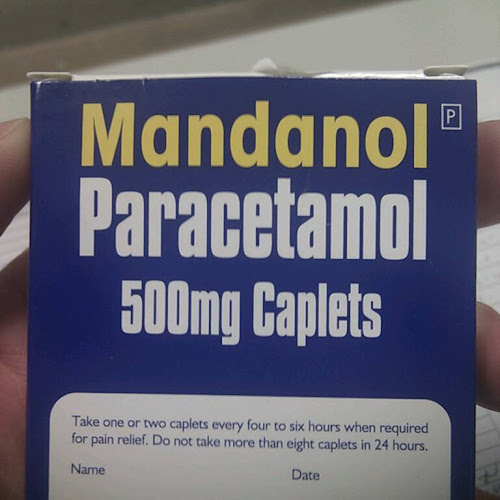 Mandanol P
Paracetamol
500mg Caplets
Take one or two caplets every four to six hours when required
for pain relief. Do not take more than eight caplets in 24 hours.
Name Date